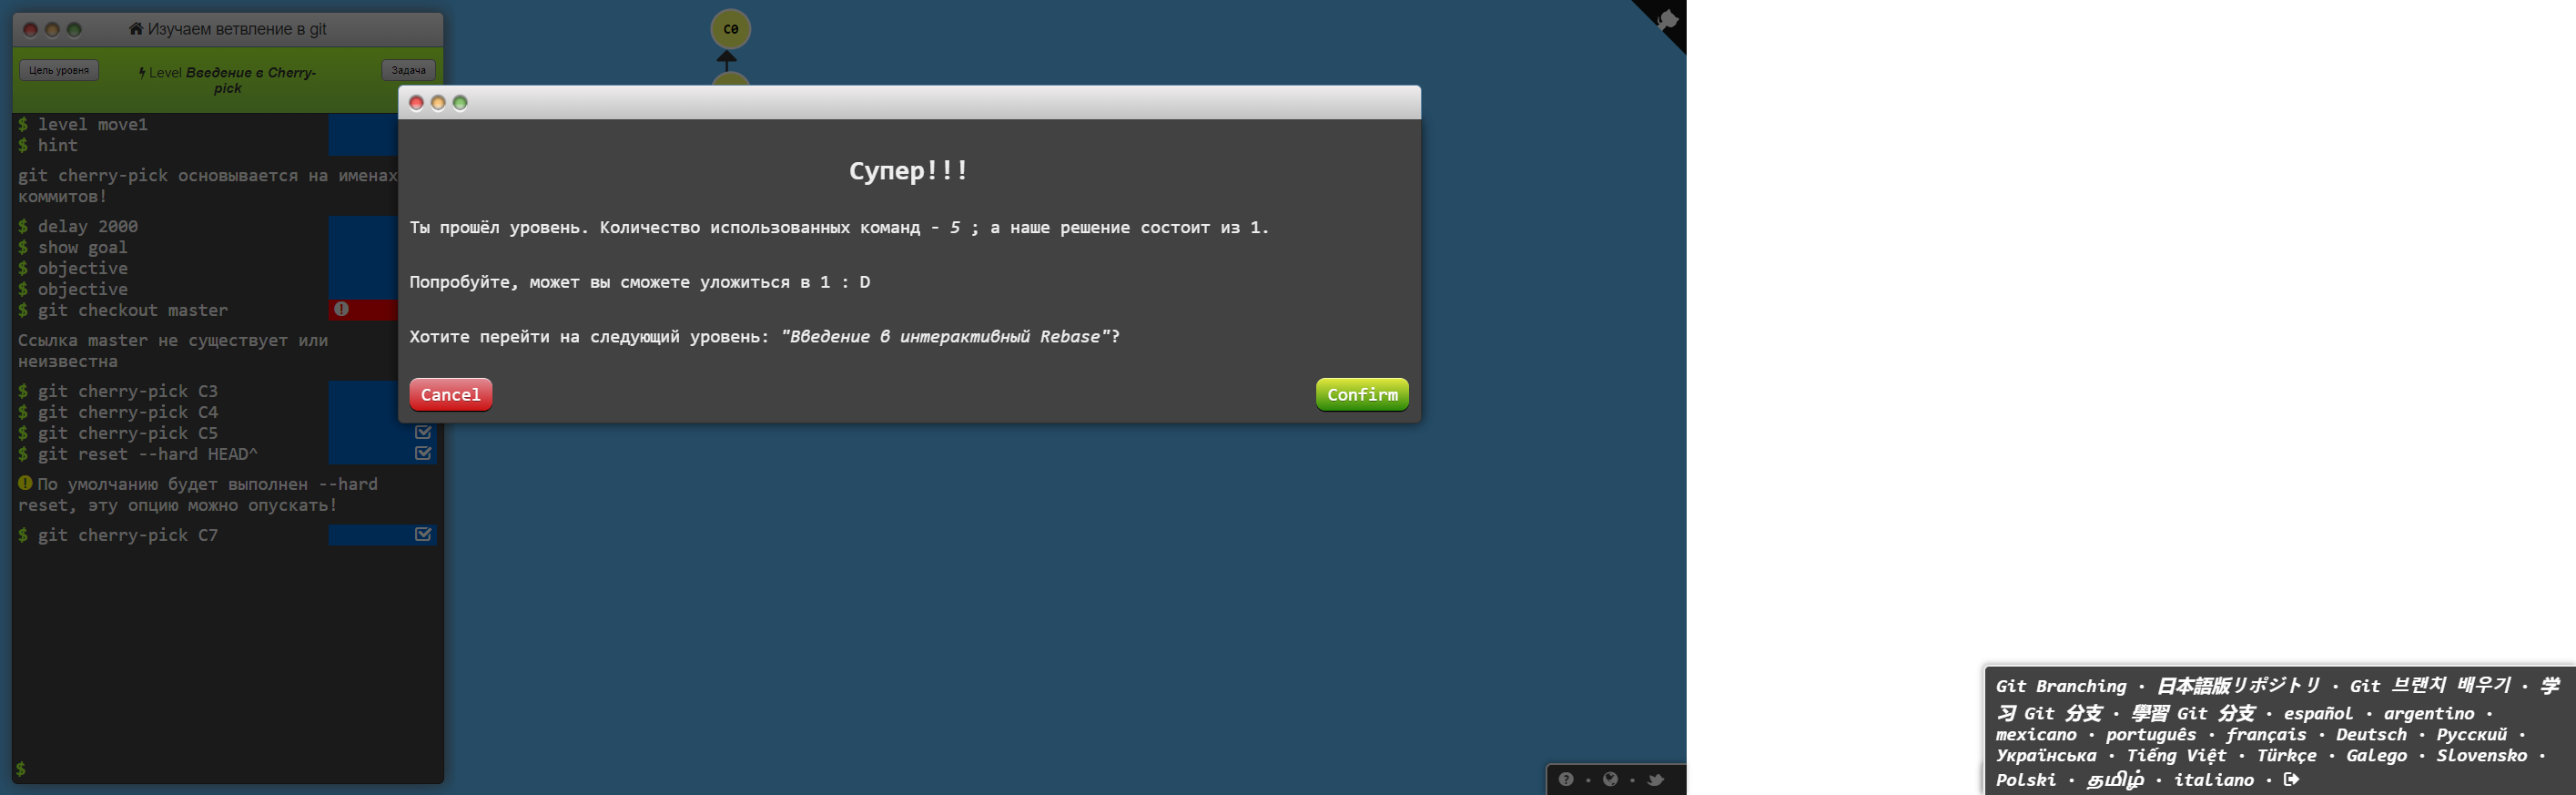 Изучаем ветвление в git
Цель уровня
Level Введение в Cherry-
pick
Задача
$ level move1
$ hint
git cherry-pick основывается на именах
коммитов!
$ delay 2000
$ show goal
$ objective
$ objective
$ git checkout master
Ссылка master не существует или
неизвестна
$ git cherry-pick C3
$ git cherry-pick C4
$ git cherry-pick C5
$ git reset --hard HEAD^
По умолчанию будет выполнен --hard
reset, эту опцию можно опускать!
$ git cherry-pick C7
$
C0
Супер!!!
Ты прошёл уровень. Количество использованных команд - 5 ; а наше решение состоит из 1.
Попробуйте, может вы сможете уложиться в 1 : D
Хотите перейти на следующий уровень: "Введение в интерактивный Rebase"?
Cancel
Confirm
Git Branching · 日本語版リポジトリ · Git 브랜치 배우기 · 学
习 Git 分支 · 學習 Git 分支 · español · argentino ·
mexicano · português · français · Deutsch · Русский ·
Українська · Tiếng Việt · Türkçe · Galego · Slovensko ·
Polski · தமிழ் · italiano ·